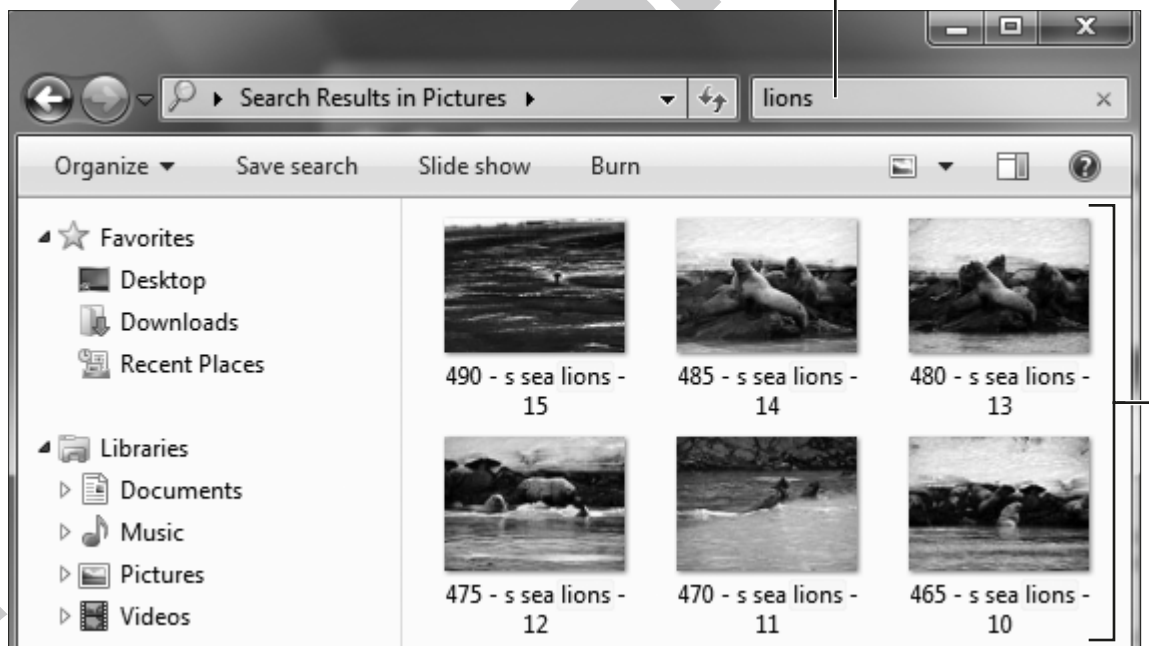 Search Results in Pictures
lions
Organize
Save search
Slide show
Burn
Favorites
Desktop
Downloads
Recent Places
Libraries
Documents
Music
Pictures
Videos
490 - s sea lions -
15
485 - s sea lions -
14
480 - s sea lions -
13
475 - s sea lions -
12
470 - s sea lions -
11
465 - s sea lions -
10